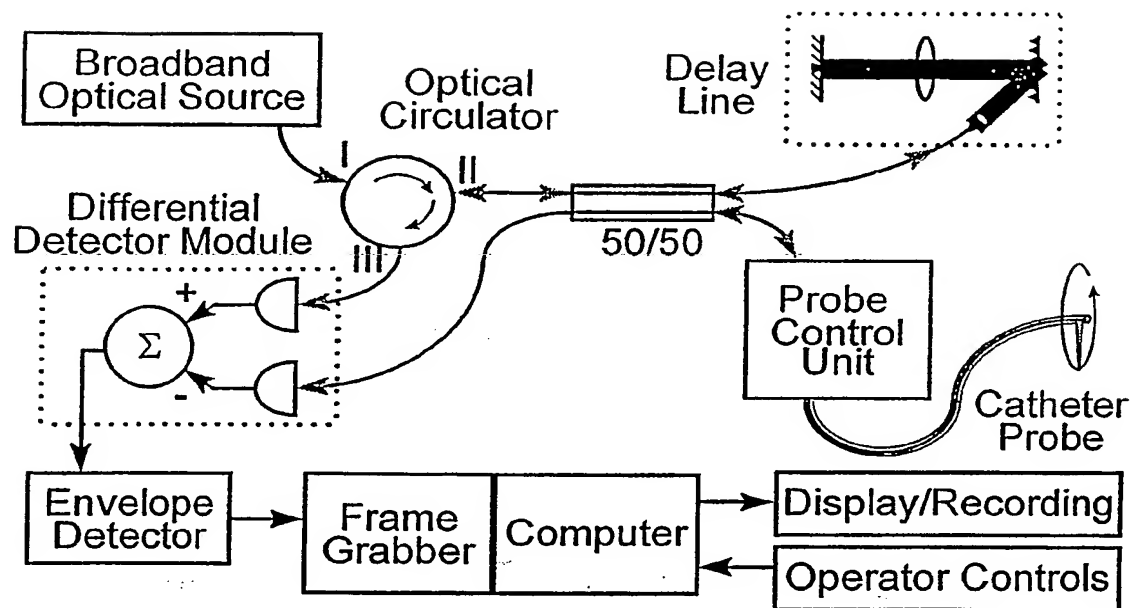 Broadband
Optical Source
Optical
Circulator
Delay
Line
I
II
III
50/50
Differential
Detector Module
+
Σ
-
Probe
Control
Unit
Catheter
Probe
Envelope
Detector
Frame
Grabber
Computer
Display/Recording
Operator Controls